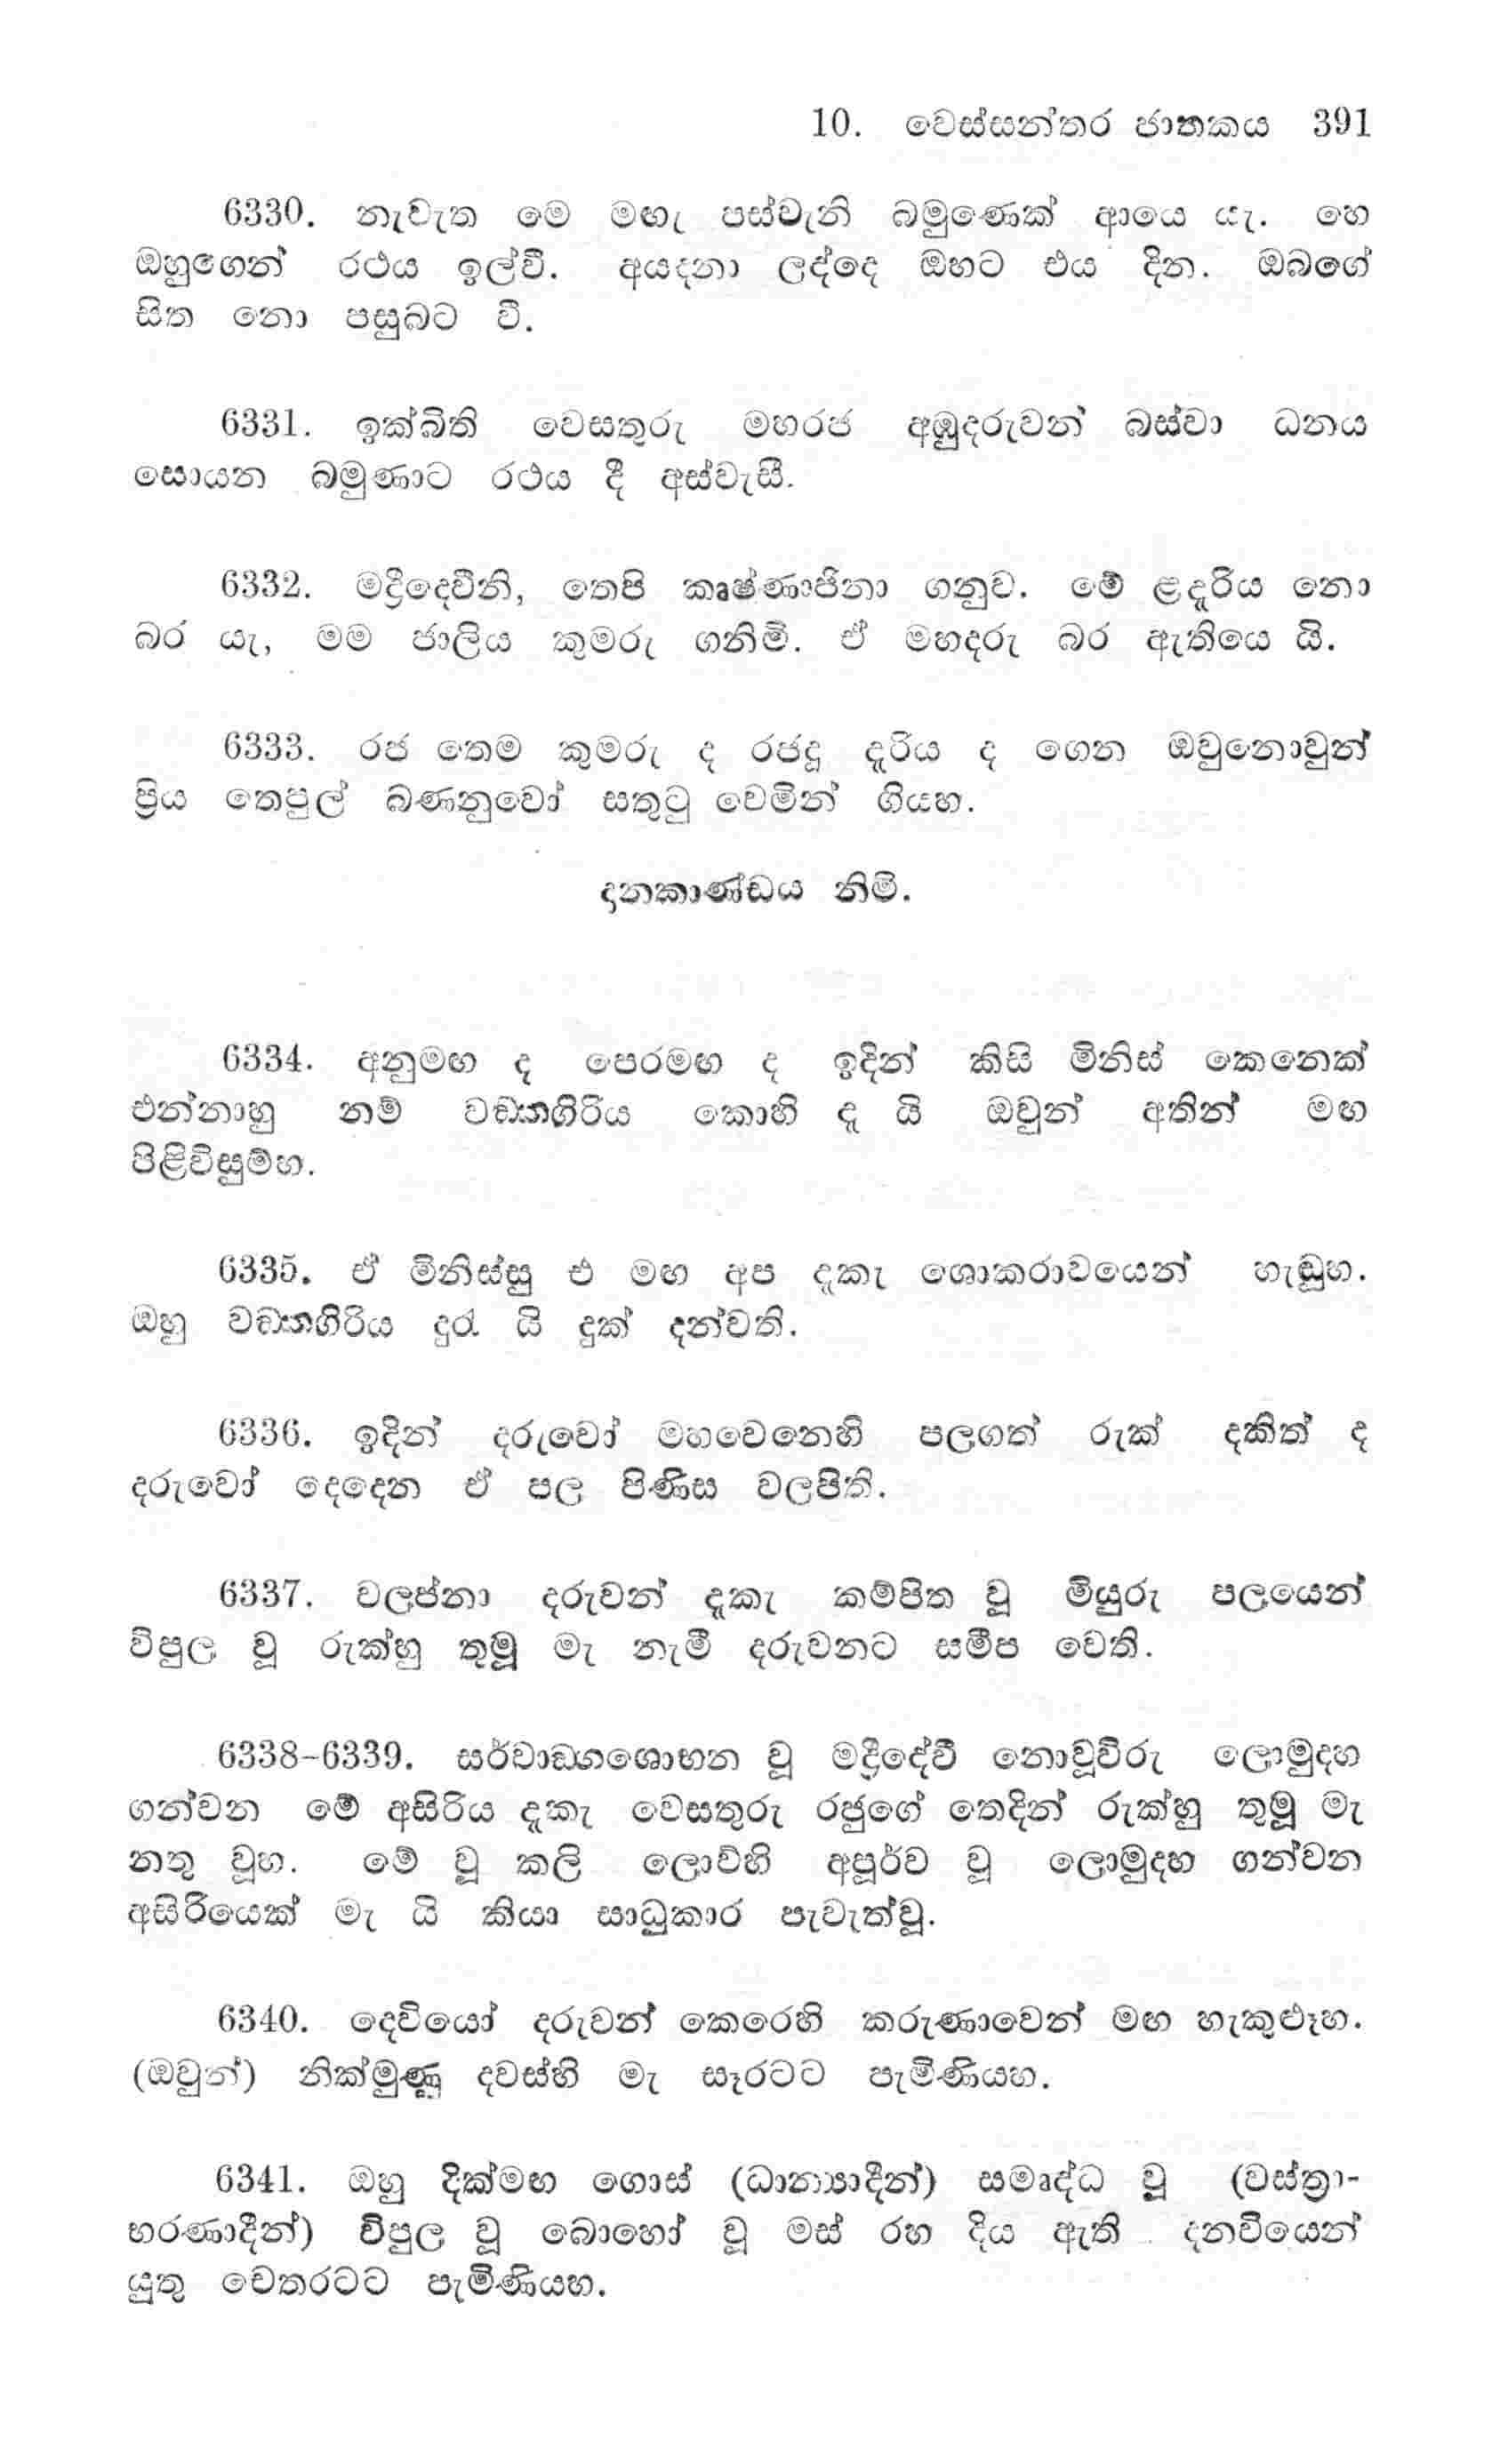 10. වෙස්සන්තර ජාතකය 391
6330. නැවැත මෙ මඟැ පස්වැනි බමුණෙක් ආයෙ යැ. හෙ
ඔහුගෙන් රථය ඉල්වී. අයදනා ලද්දෙ ඔහට එය දින. ඔබගේ
සිත නො පසුබට වී.
6331. ඉක්බිති වෙසතුරු මහරජ අඹුදරුවන් බස්වා ධනය
සොයන බමුණාට රථය දී අස්වැසී.
6332. මද්‍රීදෙවීනි, තෙපි කෘෂ්ණාජිනා ගනුව. මේ ළදැරිය නො
බර යැ, මම ජාලිය කුමරු ගනිමි. ඒ මහදරු බර ඇතියෙ යි.
6333. රජ තෙම කුමරු ද රජදූ දැරිය ද ගෙන ඔවුනොවුන්
ප්‍රිය තෙපුල් බණනුවෝ සතුටු වෙමින් ගියහ.
දානකාණ්ඩය නිමි.
6334. අනුමඟ ද පෙරමඟ ද ඉදින් කිසි මිනිස් කෙනෙක්
එන්නාහු නම් වඞ්කගිරිය කොහි ද යි ඔවුන් අතින් මඟ
පිළිවිසුම්හ.
6335. ඒ මිනිස්සු එ මඟ අප දැකැ ශොකරාවයෙන් හැඬූහ.
ඔහු වඞ්කගිරිය දුරැ යි දුක් දන්වති.
6336. ඉදින් දරුවෝ මහවෙනෙහි පලගත් රුක් දකිත් ද
දරුවෝ දෙදෙන ඒ පල පිණිස වලපිති.
6337. වලප්නා දරුවන් දැකැ කම්පිත වූ මියුරු පලයෙන්
විපුල වූ රුක්හු තුමූ මැ නැමී දරුවනට සමීප වෙති.
6338-6339. සර්වාඞ්ගශොභන වූ මද්‍රීදේවී නොවූවිරු ලොමුදහ
ගන්වන මේ අසිරිය දැකැ වෙසතුරු රජුගේ තෙදින් රුක්හු තුමූ මැ
නතු වූහ. මේ වූ කලි ලොව්හි අපූර්ව වූ ලොමුදහ ගන්වන
අසිරියෙක් මැ යි කියා සාධුකාර පැවැත්වූ.
6340. දෙවියෝ දරුවන් කෙරෙහි කරුණාවෙන් මඟ හැකුළූහ.
(ඔවුන්) නික්මුණු දවස්හි මැ සෑරටට පැමිණියහ.
6341. ඔහු දික්මඟ ගොස් (ධාන්‍යාදීන්) සමෘද්ධ වූ (වස්ත්‍රා-
භරණාදීන්) විපුල වූ බොහෝ වූ මස් රහ දිය ඇති දනවියෙන්
යුතු චෙතරටට පැමිණියහ.